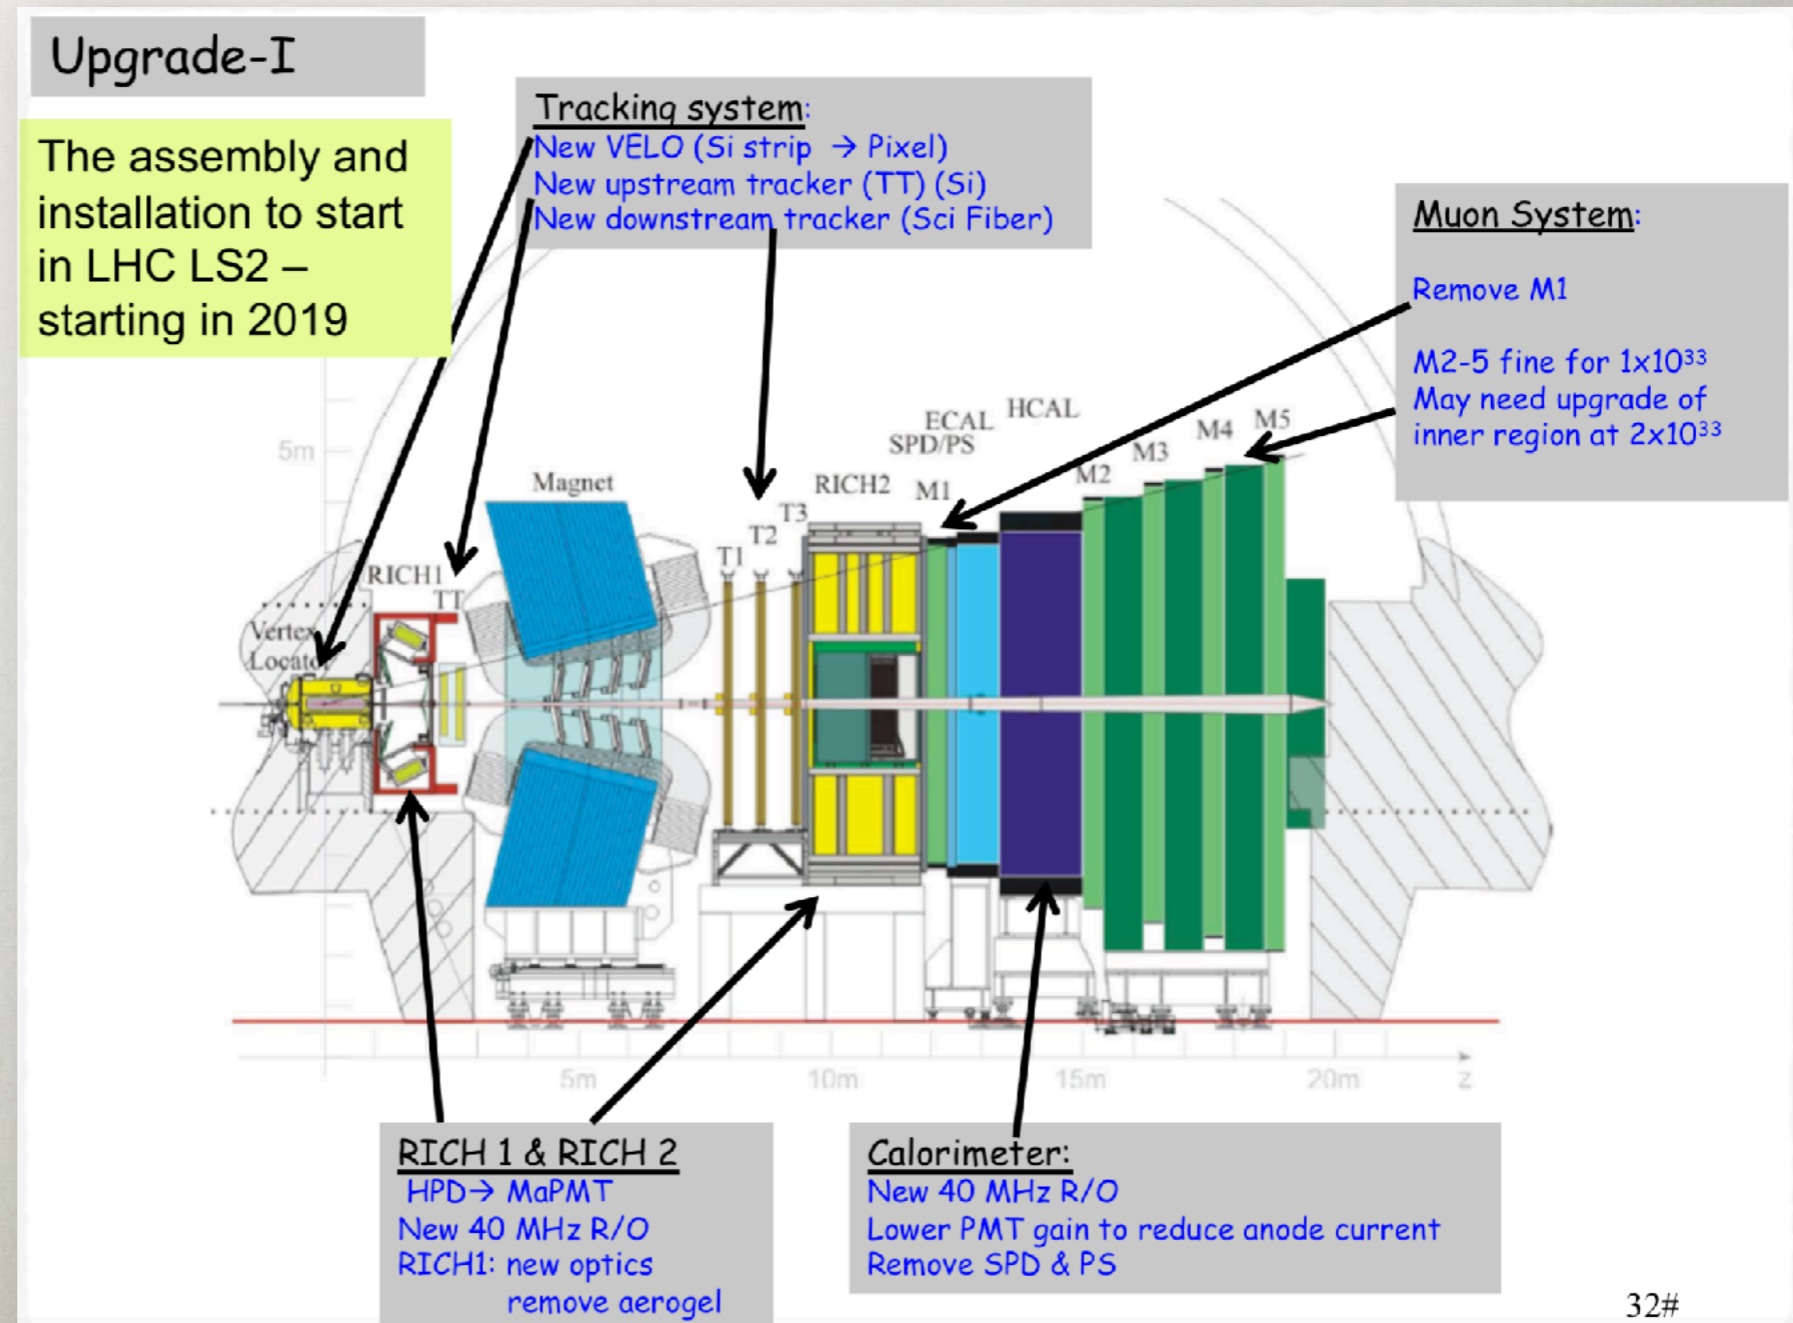 Upgrade-I
The assembly and
installation to start
in LHC LS2 –
starting in 2019
Tracking system:
New VELO (Si strip → Pixel)
New upstream tracker (TT) (Si)
New downstream tracker (Sci Fiber)
Muon System:
Remove M1
M2-5 fine for 1x10³³
May need upgrade of
inner region at 2x10³³
5m
Vertex
Locator
RICH1
TT
Magnet
T1
T2
T3
RICH2
M1
SPD/PS
ECAL
HCAL
M2
M3
M4
M5
5m
10m
15m
20m
z
RICH 1 & RICH 2
HPD→ MaPMT
New 40 MHz R/O
RICH1: new optics
remove aerogel
Calorimeter:
New 40 MHz R/O
Lower PMT gain to reduce anode current
Remove SPD & PS
32#